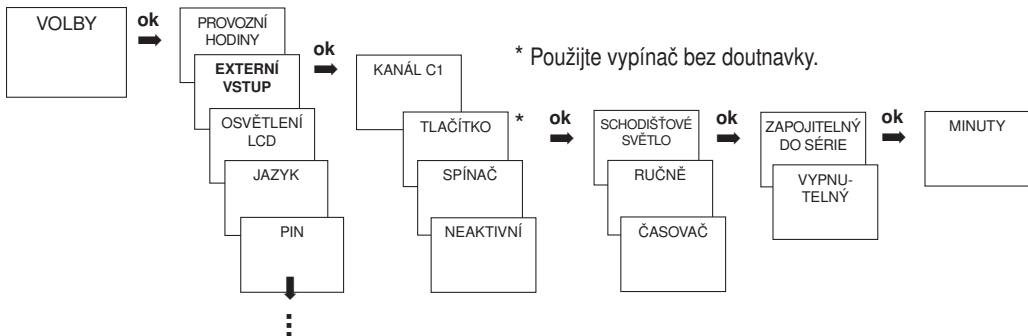 VOLBY
ok
PROVOZNÍ
HODINY
EXTERNÍ
VSTUP
OSVĚTLENÍ
LCD
JAZYK
PIN
ok
* Použijte vypínač bez doutnavky.
KANÁL C1
TLAČÍTKO *
SPÍNAČ
NEAKTIVNÍ
ok
SCHODIŠŤOVÉ
SVĚTLO
RUČNĚ
ČASOVAČ
ok
ZAPOJITELNÝ
DO SÉRIE
VYPNU-
TELNÝ
ok
MINUTY